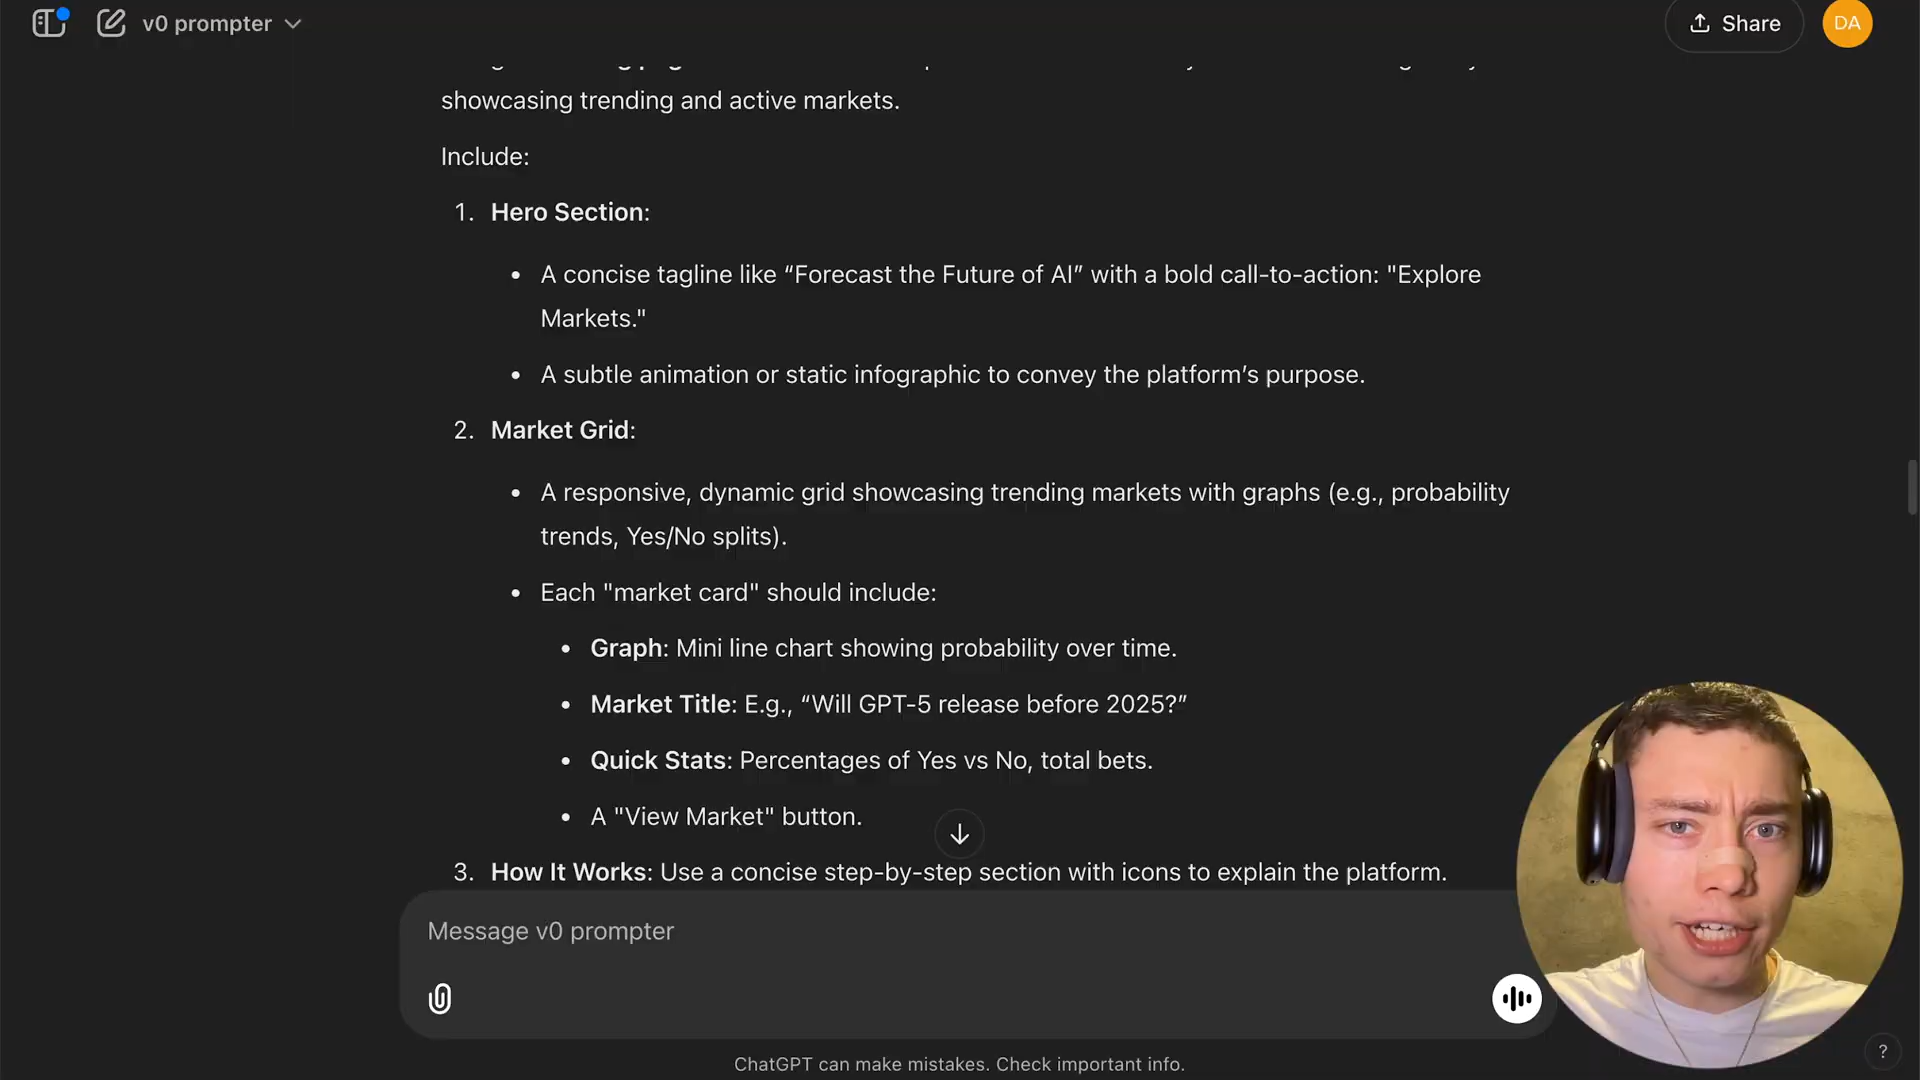 v0 prompter
Share
DA
showcasing trending and active markets.
Include:
1. Hero Section:
• A concise tagline like “Forecast the Future of AI” with a bold call-to-action: "Explore
Markets."
• A subtle animation or static infographic to convey the platform’s purpose.
2. Market Grid:
• A responsive, dynamic grid showcasing trending markets with graphs (e.g., probability
trends, Yes/No splits).
• Each "market card" should include:
• Graph: Mini line chart showing probability over time.
• Market Title: E.g., “Will GPT-5 release before 2025?”
• Quick Stats: Percentages of Yes vs No, total bets.
• A "View Market" button.
3. How It Works: Use a concise step-by-step section with icons to explain the platform.
Message v0 prompter
ChatGPT can make mistakes. Check important info.
?